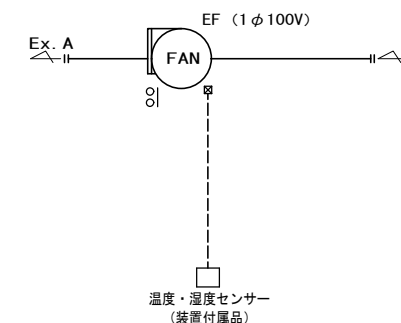 EF （1φ100V）
Ex. A
FAN
温度・湿度センサー
（装置付属品）